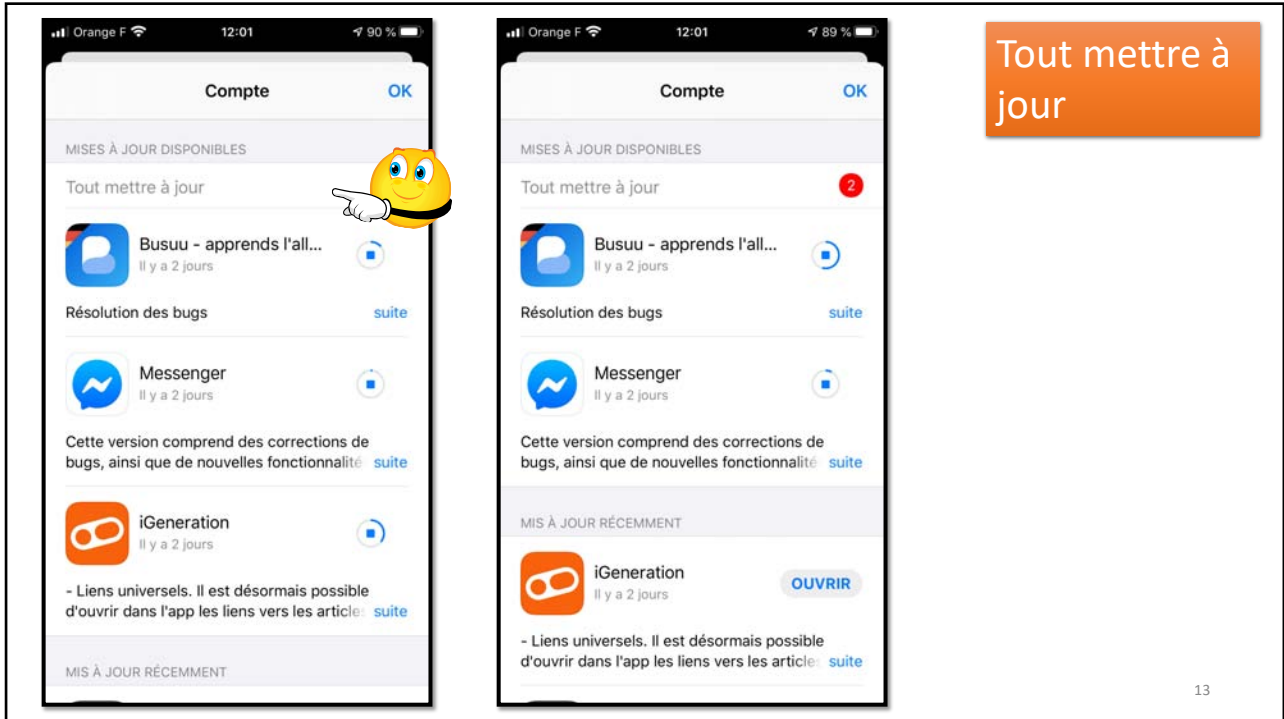 Orange F 12:01 90 %
Compte OK
MISES À JOUR DISPONIBLES
Tout mettre à jour
Busuu - apprends l'all...
Il y a 2 jours
Résolution des bugs suite
Messenger
Il y a 2 jours
Cette version comprend des corrections de
bugs, ainsi que de nouvelles fonctionnalité suite
iGeneration
Il y a 2 jours
- Liens universels. Il est désormais possible
d'ouvrir dans l'app les liens vers les article suite
MIS À JOUR RÉCEMMENT
Orange F 12:01 89 %
Compte OK
MISES À JOUR DISPONIBLES
Tout mettre à jour 2
Busuu - apprends l'all...
Il y a 2 jours
Résolution des bugs suite
Messenger
Il y a 2 jours
Cette version comprend des corrections de
bugs, ainsi que de nouvelles fonctionnalité suite
MIS À JOUR RÉCEMMENT
iGeneration
Il y a 2 jours
OUVRIR
- Liens universels. Il est désormais possible
d'ouvrir dans l'app les liens vers les article suite
Tout mettre à
jour
13